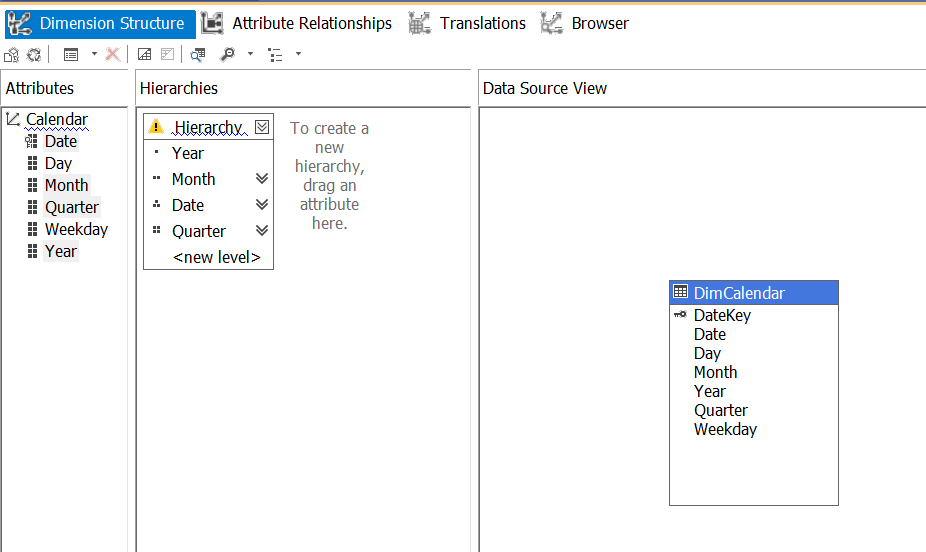 Dimension Structure
Attribute Relationships
Translations
Browser
Attributes
Calendar
Date
Day
Month
Quarter
Weekday
Year
Hierarchies
Hierarchy
Year
Month
Date
Quarter
<new level>
To create a
new
hierarchy,
drag an
attribute
here.
Data Source View
DimCalendar
DateKey
Date
Day
Month
Year
Quarter
Weekday